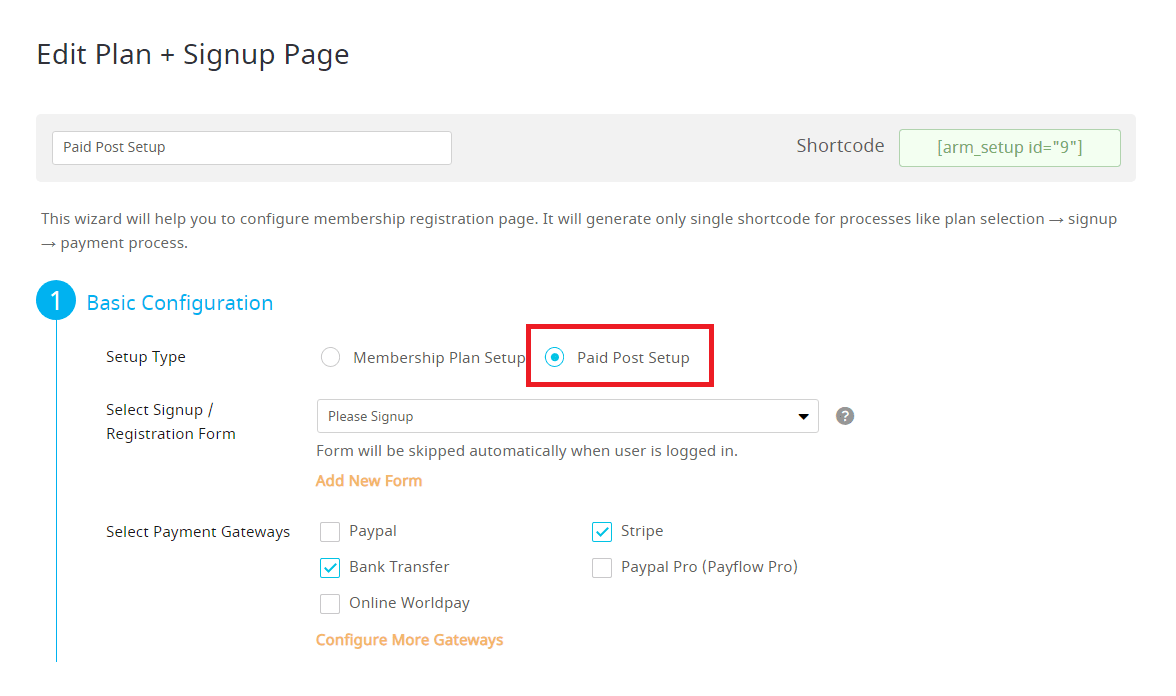 Edit Plan + Signup Page
Paid Post Setup
Shortcode
[arm_setup id="9"]
This wizard will help you to configure membership registration page. It will generate only single shortcode for processes like plan selection → signup
→ payment process.
1
Basic Configuration
Setup Type
Membership Plan Setup
Paid Post Setup
Select Signup /
Registration Form
Please Signup
?
Form will be skipped automatically when user is logged in.
Add New Form
Select Payment Gateways
Paypal
Stripe
Bank Transfer
Paypal Pro (Payflow Pro)
Online Worldpay
Configure More Gateways